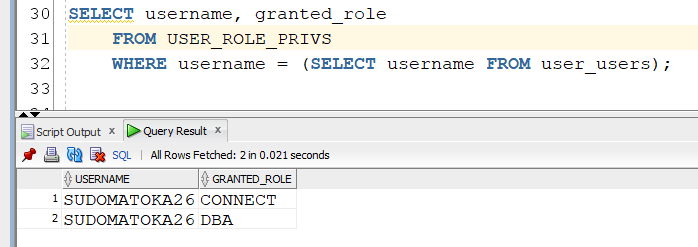 30 SELECT username, granted_role
31 FROM USER_ROLE_PRIVS
32 WHERE username = (SELECT username FROM user_users);
33
34
Script Output x Query Result x
SQL | All Rows Fetched: 2 in 0.021 seconds
USERNAME GRANTED_ROLE
1 SUDOMATOKA26 CONNECT
2 SUDOMATOKA26 DBA